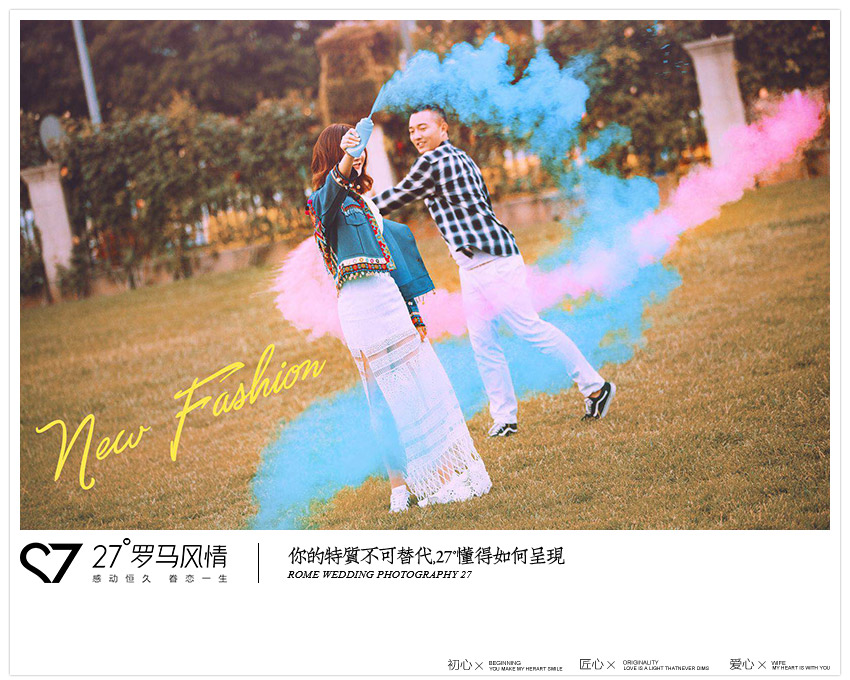 New Fashion
27°罗马风情
感动恒久 眷恋一生
你的特質不可替代,27°懂得如何呈現
ROME WEDDING PHOTOGRAPHY 27
初心× BEGINNING
YOU MAKE MY HERART SMILE
匠心× ORIGINALITY
LOVE IS A LIGHT THATNEVER DIMS
爱心× WIFE
MY HEART IS WITH YOU